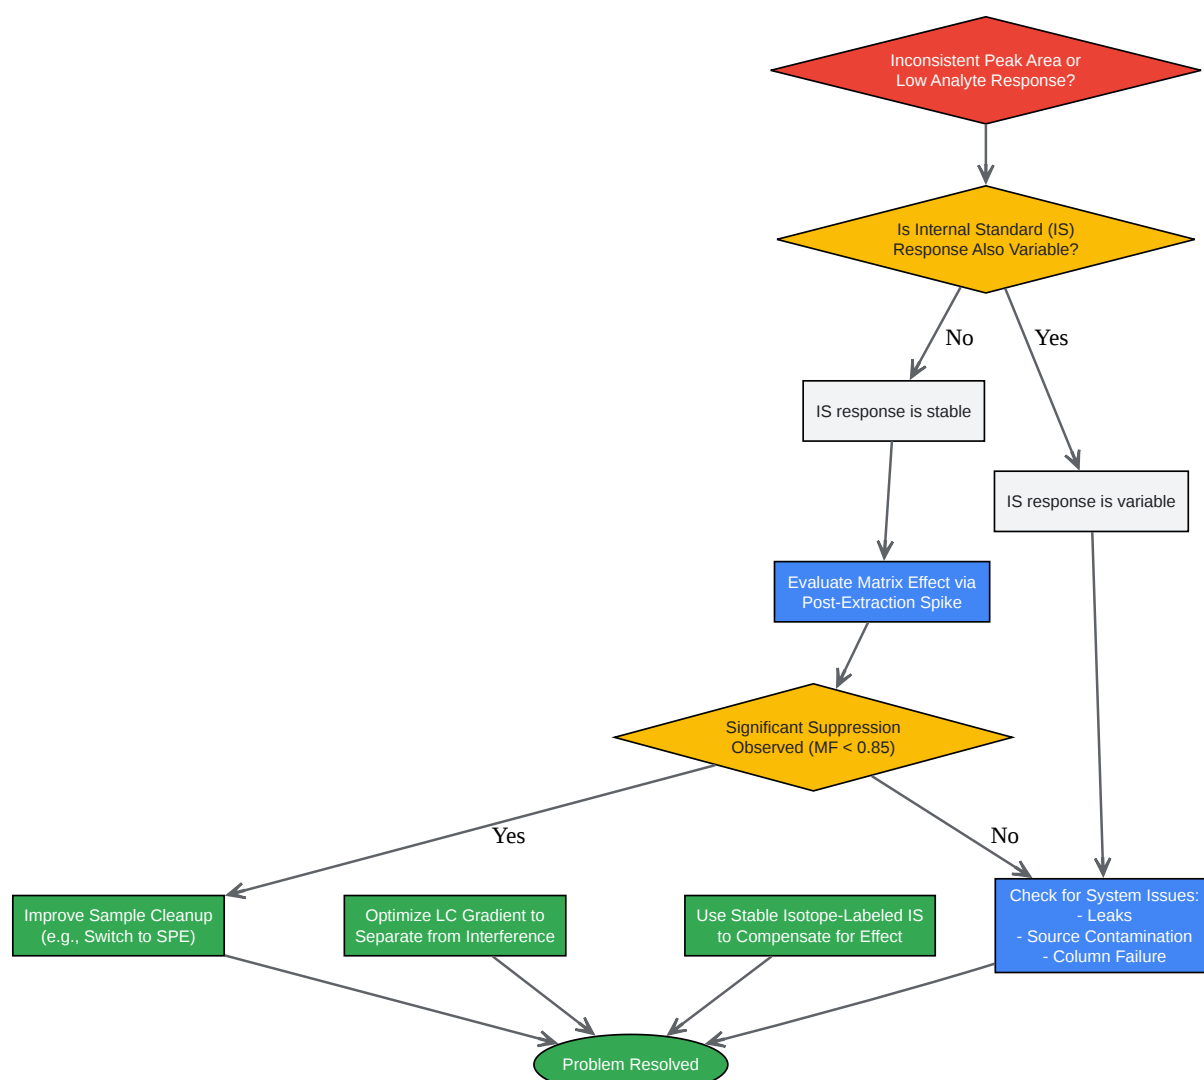 Inconsistent Peak Area or
Low Analyte Response?
Is Internal Standard (IS)
Response Also Variable?
No
Yes
IS response is stable
IS response is variable
Evaluate Matrix Effect via
Post-Extraction Spike
Significant Suppression
Observed (MF < 0.85)
Yes
No
Improve Sample Cleanup
(e.g., Switch to SPE)
Optimize LC Gradient to
Separate from Interference
Use Stable Isotope-Labeled IS
to Compensate for Effect
Check for System Issues:
- Leaks
- Source Contamination
- Column Failure
Problem Resolved